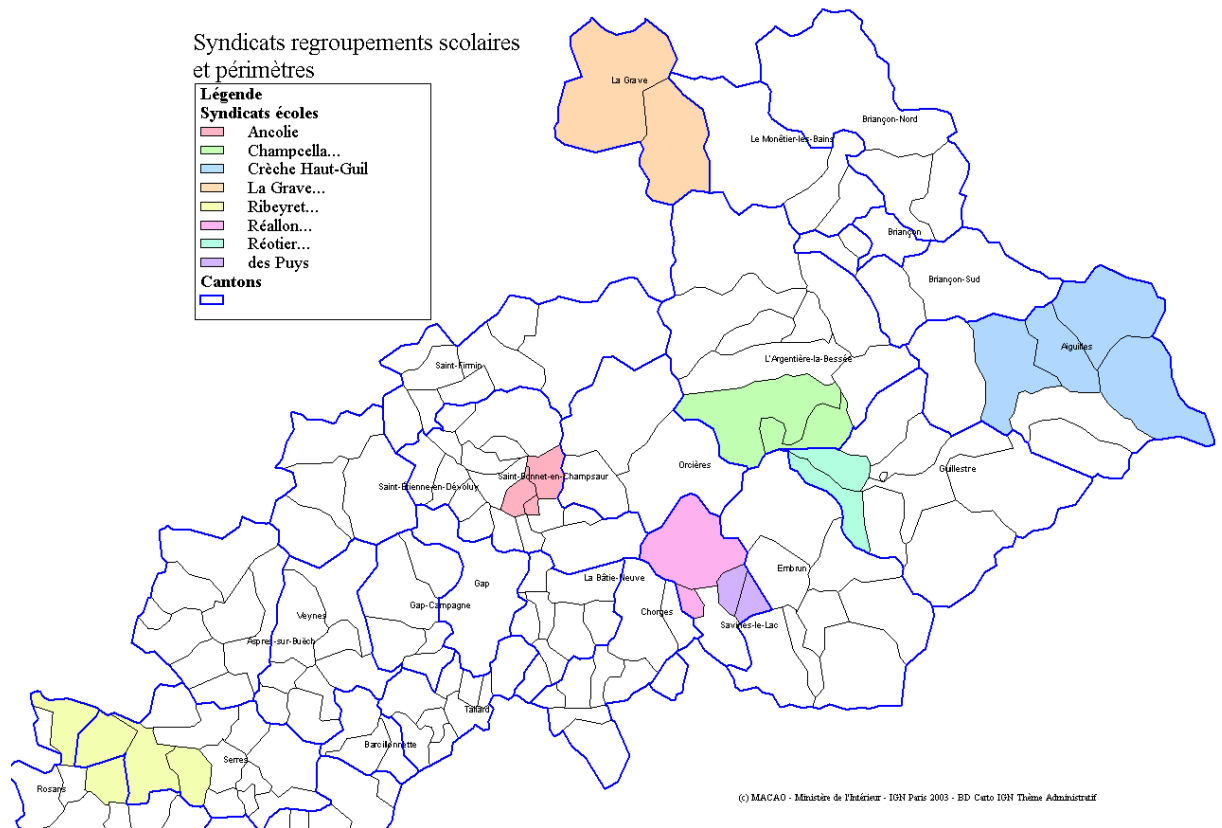 Syndicats regroupements scolaires
et périmètres
Légende
Syndicats écoles
Ancolie
Champcella...
Crèche Haut-Guil
La Grave...
Ribeyret...
Réallon...
Réotier...
des Puys
Cantons
La Grave
Briançon-Nord
Le Monêtier-les-Bains
Briançon
Briançon-Sud
Aiguilles
L'Argentière-la-Bessée
Saint-Firmin
Orcières
Guillestre
Saint-Bonnet-en-Champsaur
Saint-Étienne-en-Dévoluy
Embrun
La Bâtie-Neuve
Gap
Gap-Campagne
Chorges
Veynes
Savines-le-Lac
Aspres-sur-Buëch
Tallard
Barcillonnette
Serres
Rosans
(c) MACAO - Ministère de l'Intérieur - IGN Paris 2003 - BD Carto IGN Thème Administratif